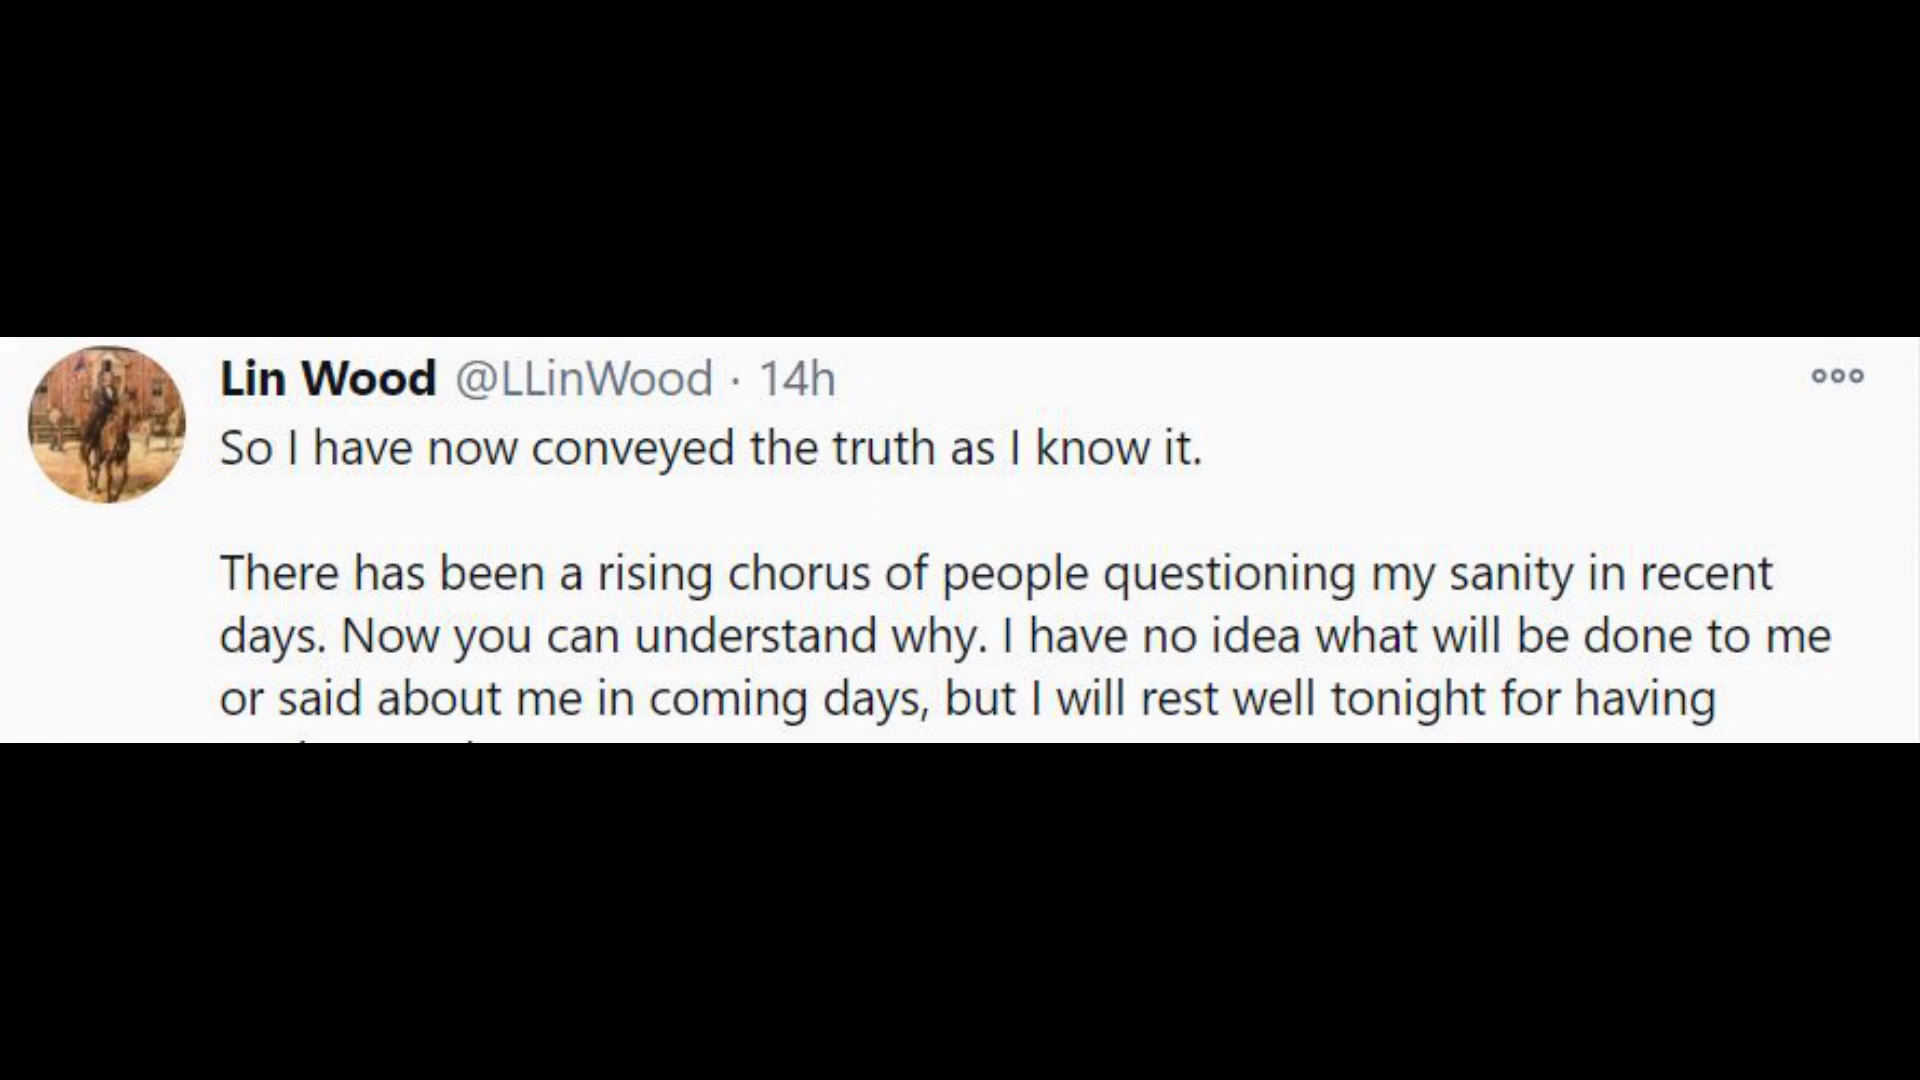 Lin Wood @LLinWood · 14h
So I have now conveyed the truth as I know it.
There has been a rising chorus of people questioning my sanity in recent
days. Now you can understand why. I have no idea what will be done to me
or said about me in coming days, but I will rest well tonight for having